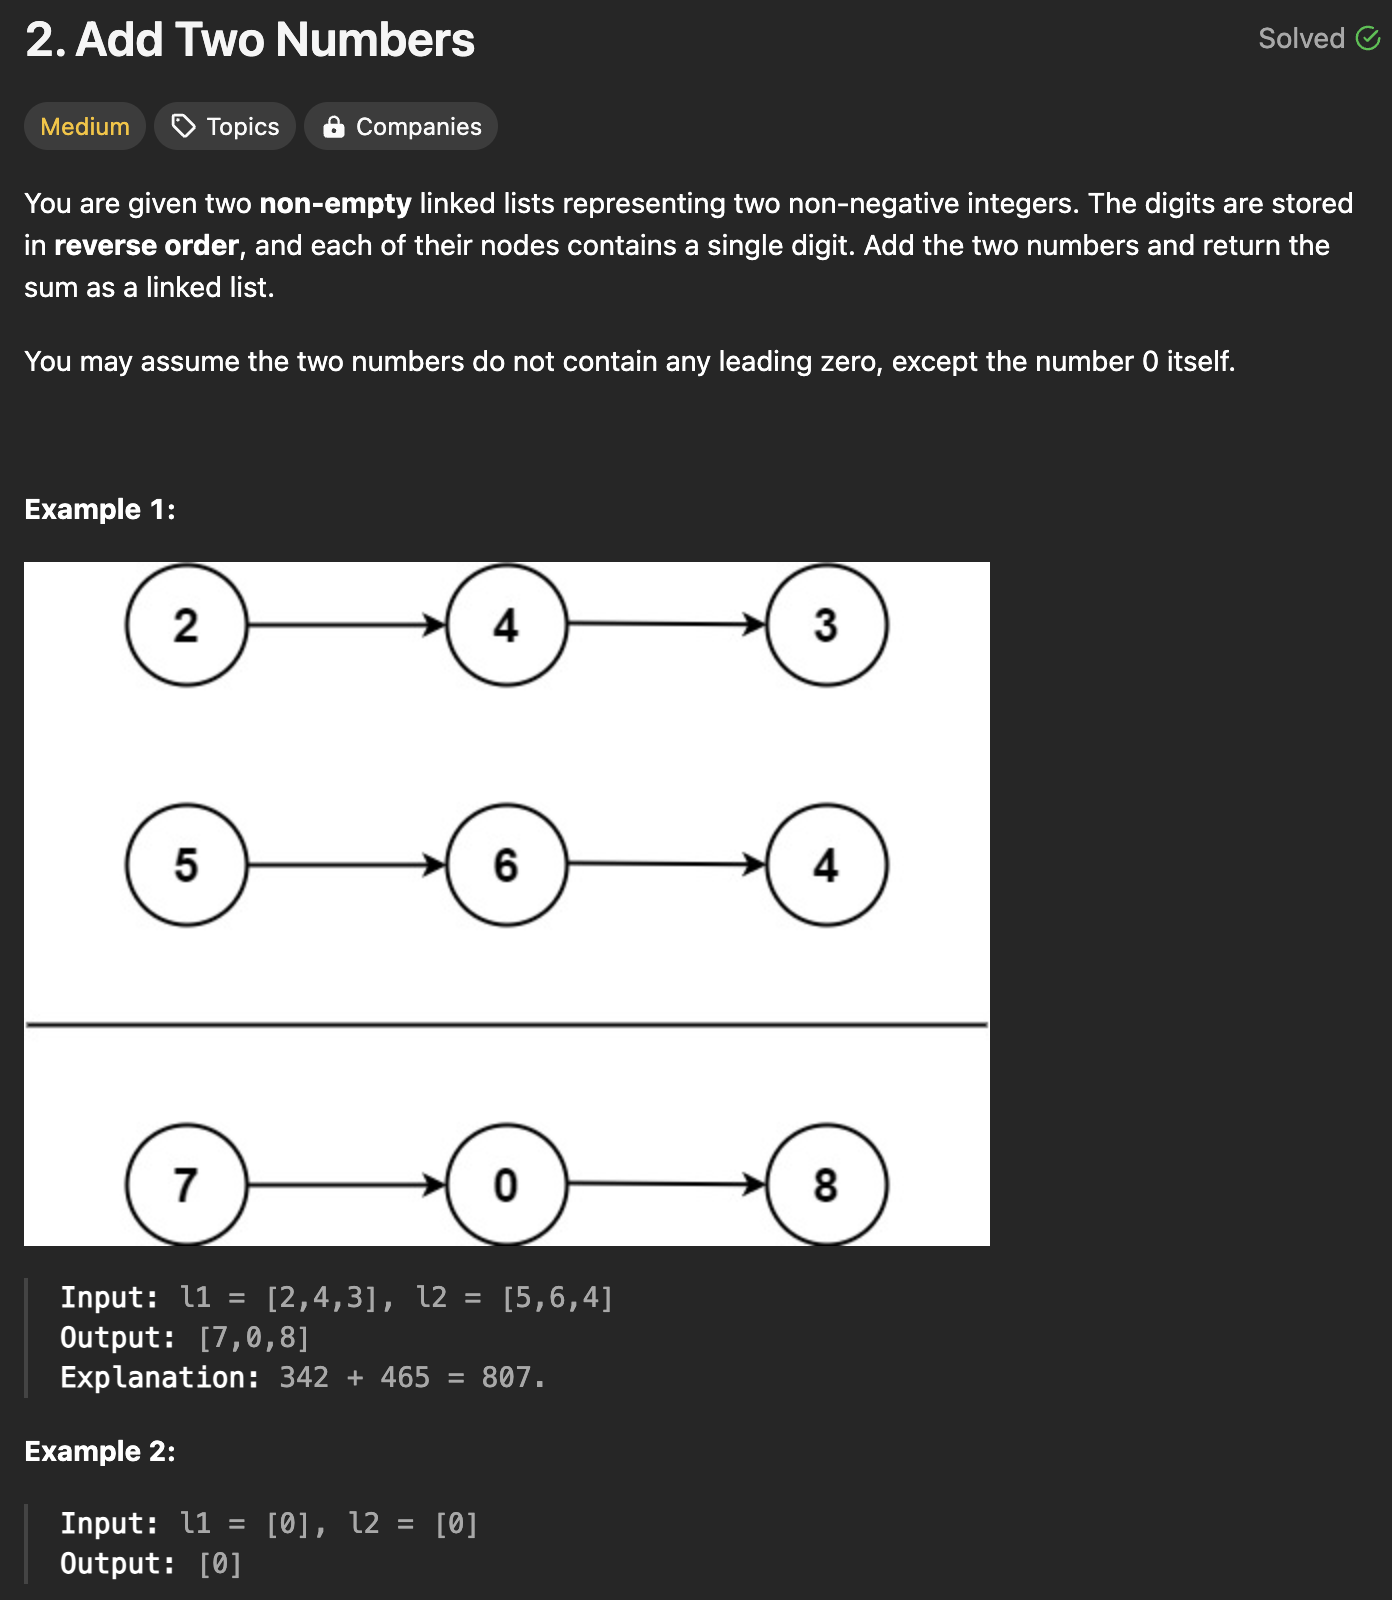 2. Add Two Numbers
Solved
Medium
Topics
Companies
You are given two non-empty linked lists representing two non-negative integers. The digits are stored
in reverse order, and each of their nodes contains a single digit. Add the two numbers and return the
sum as a linked list.
You may assume the two numbers do not contain any leading zero, except the number 0 itself.
Example 1:
2 4 3
5 6 4
7 0 8
Input: l1 = [2,4,3], l2 = [5,6,4]
Output: [7,0,8]
Explanation: 342 + 465 = 807.
Example 2:
Input: l1 = [0], l2 = [0]
Output: [0]